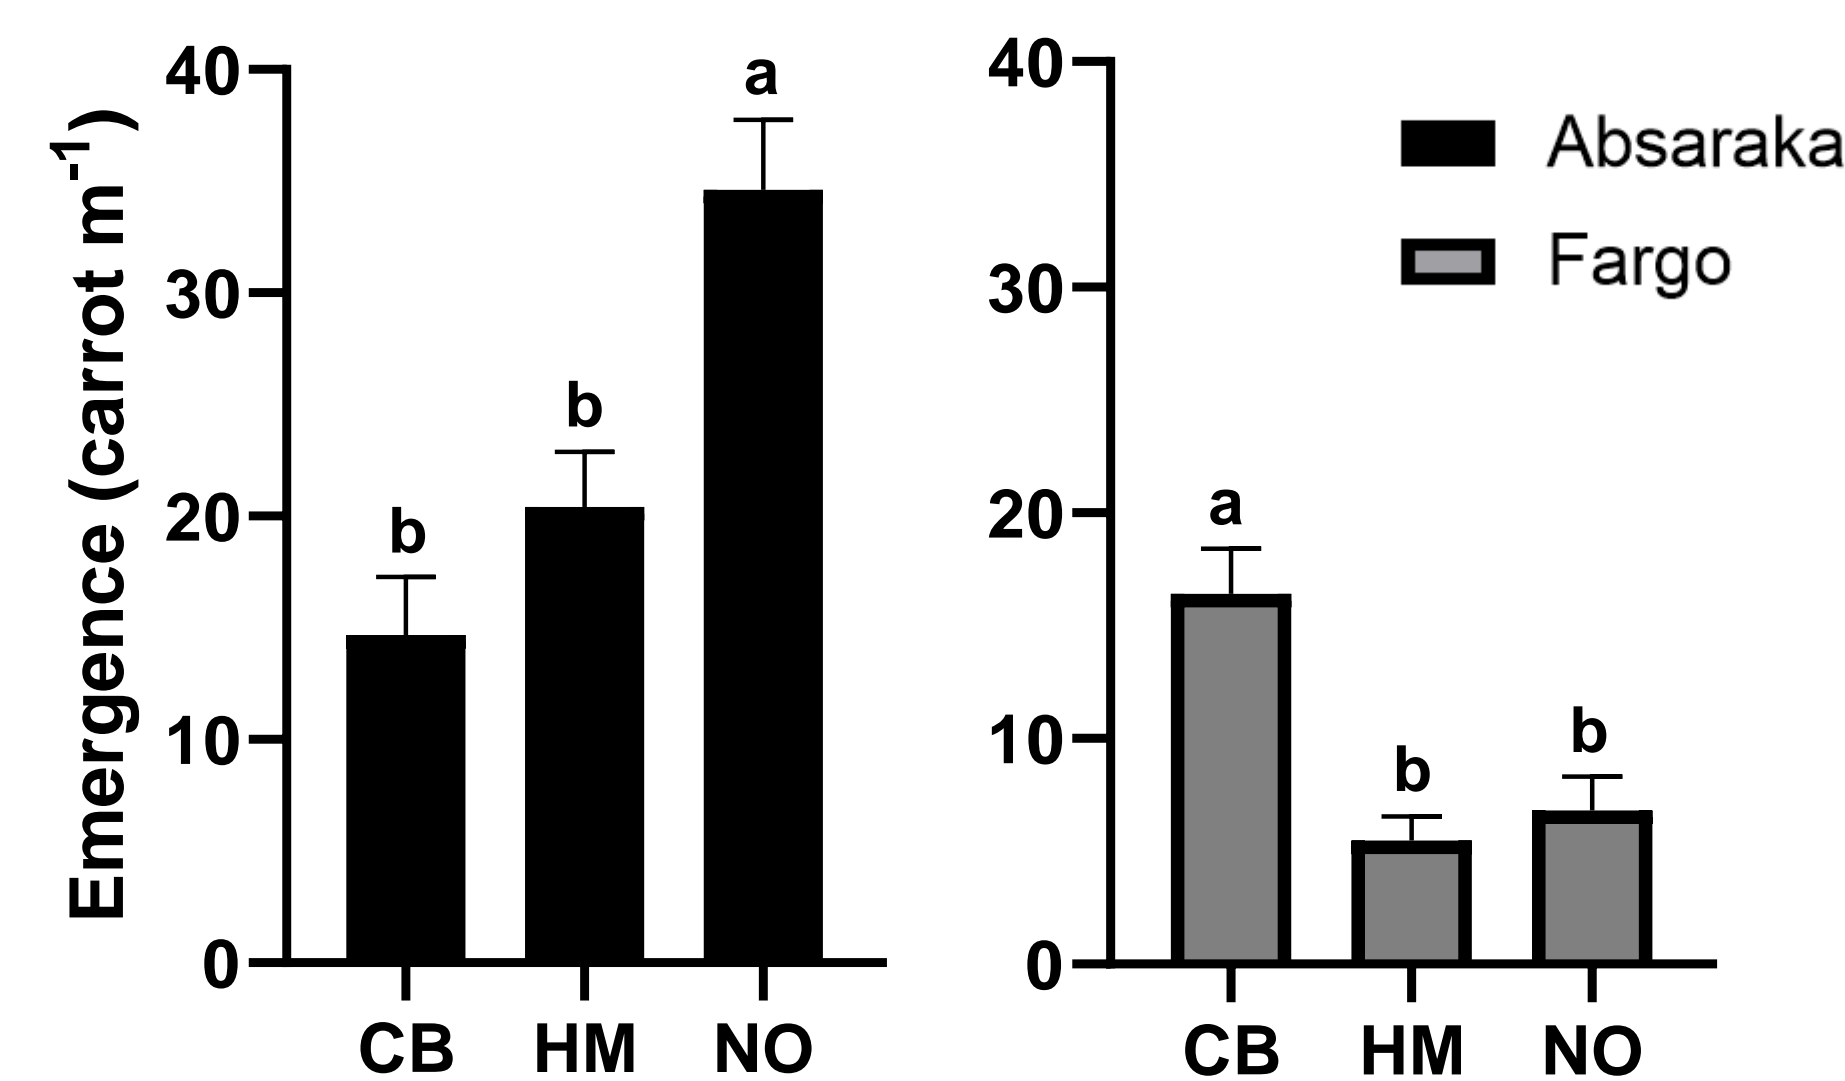 Emergence (carrot m⁻¹)
40
30
20
10
0
a
b
b
CB HM NO
40
30
20
10
0
a
b
b
CB HM NO
Absaraka
Fargo